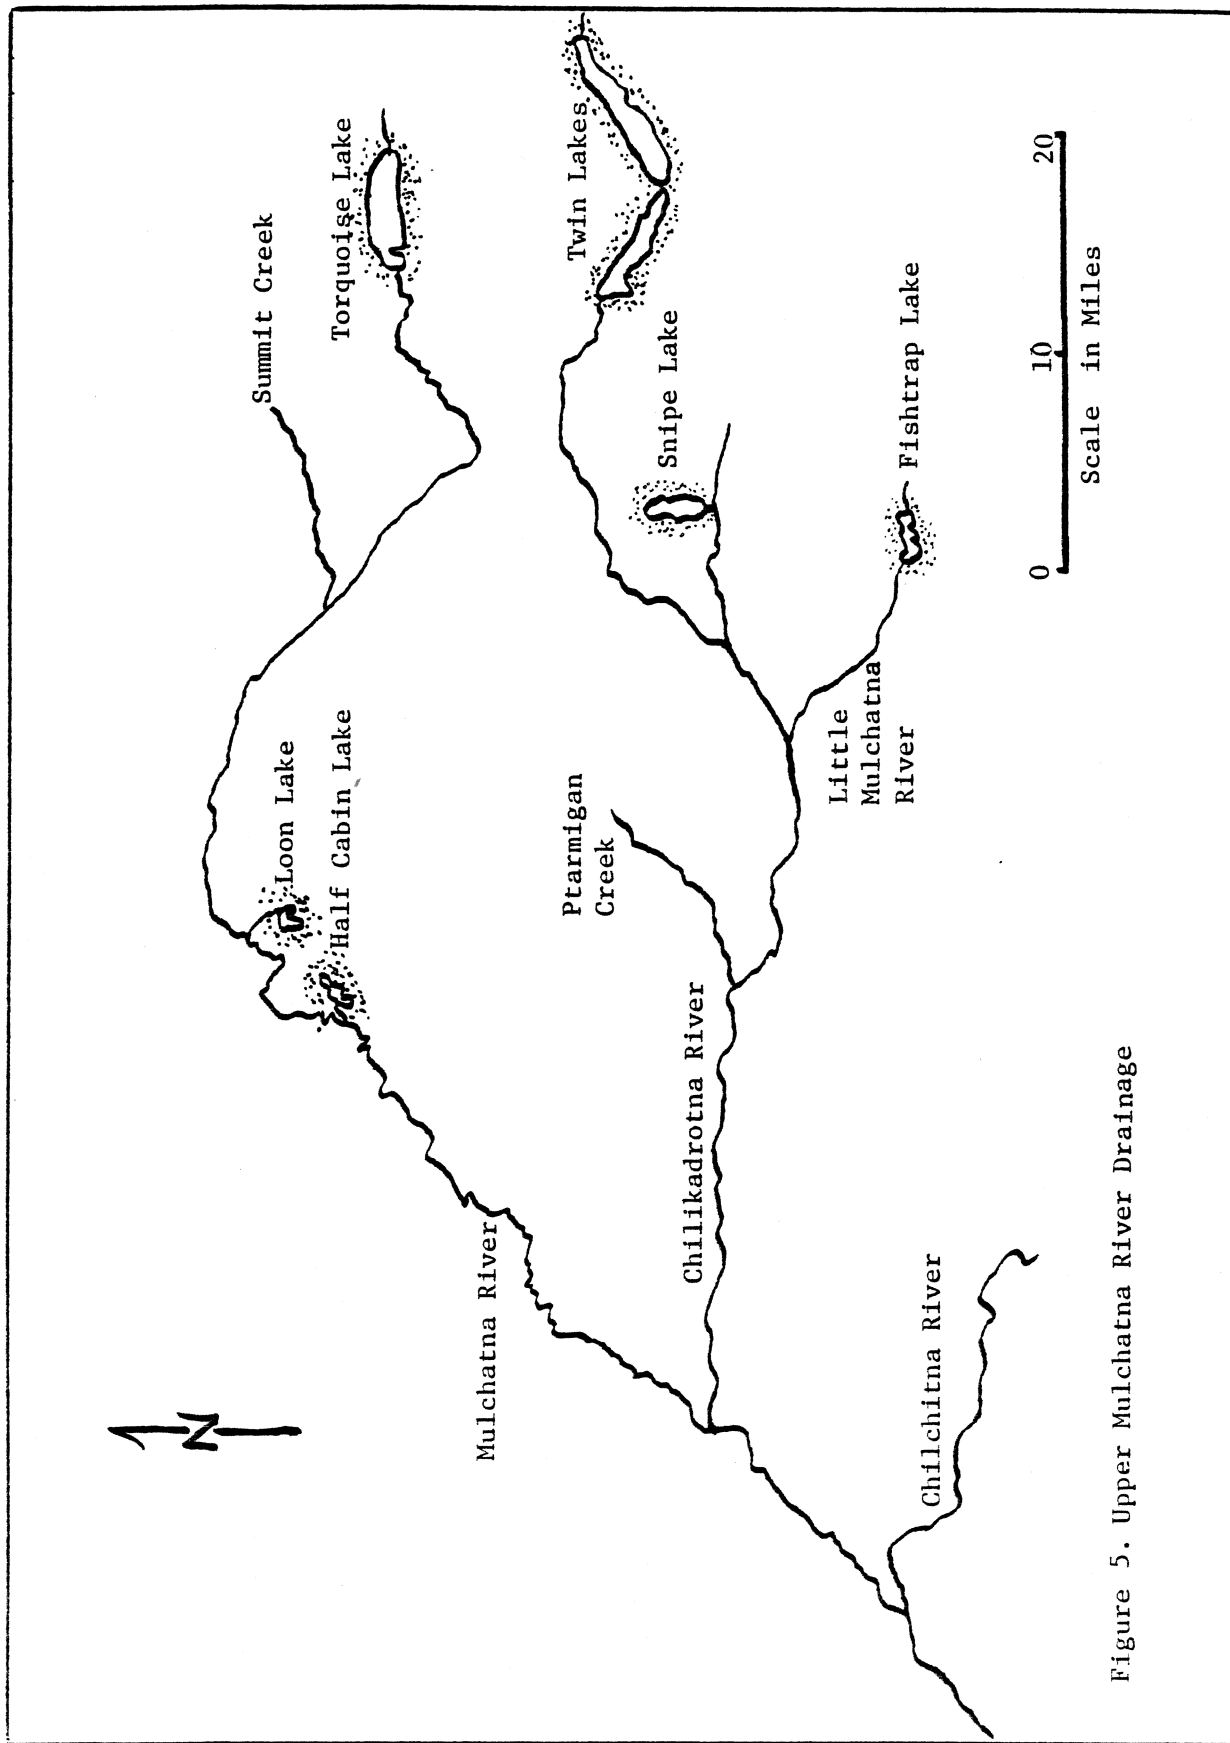 Summit Creek
Torquoise Lake
Twin Lakes
Loon Lake
Half Cabin Lake
Snipe Lake
Ptarmigan
Creek
Fishtrap Lake
Little
Mulchatna
River
Mulchatna River
Chilikadrotna River
Chilchitna River
N
0 10 20
Scale in Miles
Figure 5. Upper Mulchatna River Drainage